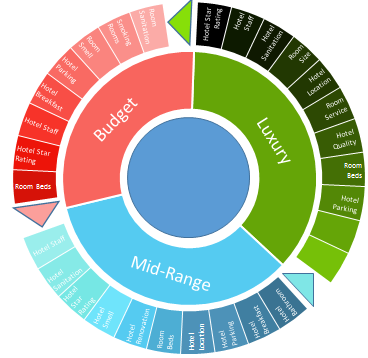 Budget
Luxury
Mid-Range
Hotel Star
Rating
Hotel
Staff
Hotel
Sanitation
Room
Size
Hotel
Location
Room
Service
Hotel
Quality
Room
Beds
Hotel
Parking
Hotel
Bathroom
Hotel
Breakfast
Hotel
Parking
Hotel
Location
Room
Beds
Hotel
Renovation
Hotel
Smell
Hotel
Star
Rating
Hotel
Sanitation
Hotel Staff
Room Beds
Hotel Star
Rating
Hotel Staff
Hotel
Breakfast
Hotel
Parking
Room
Smell
Smoking
Rooms
Room
Sanitation